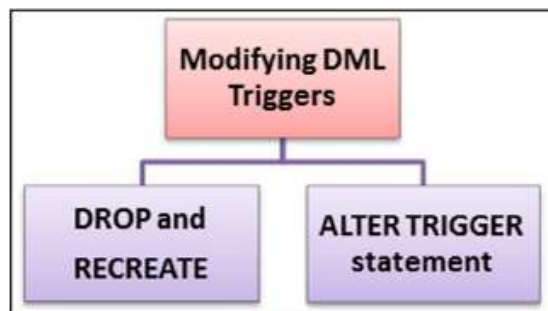 Modifying DML
Triggers
DROP and
RECREATE
ALTER TRIGGER
statement